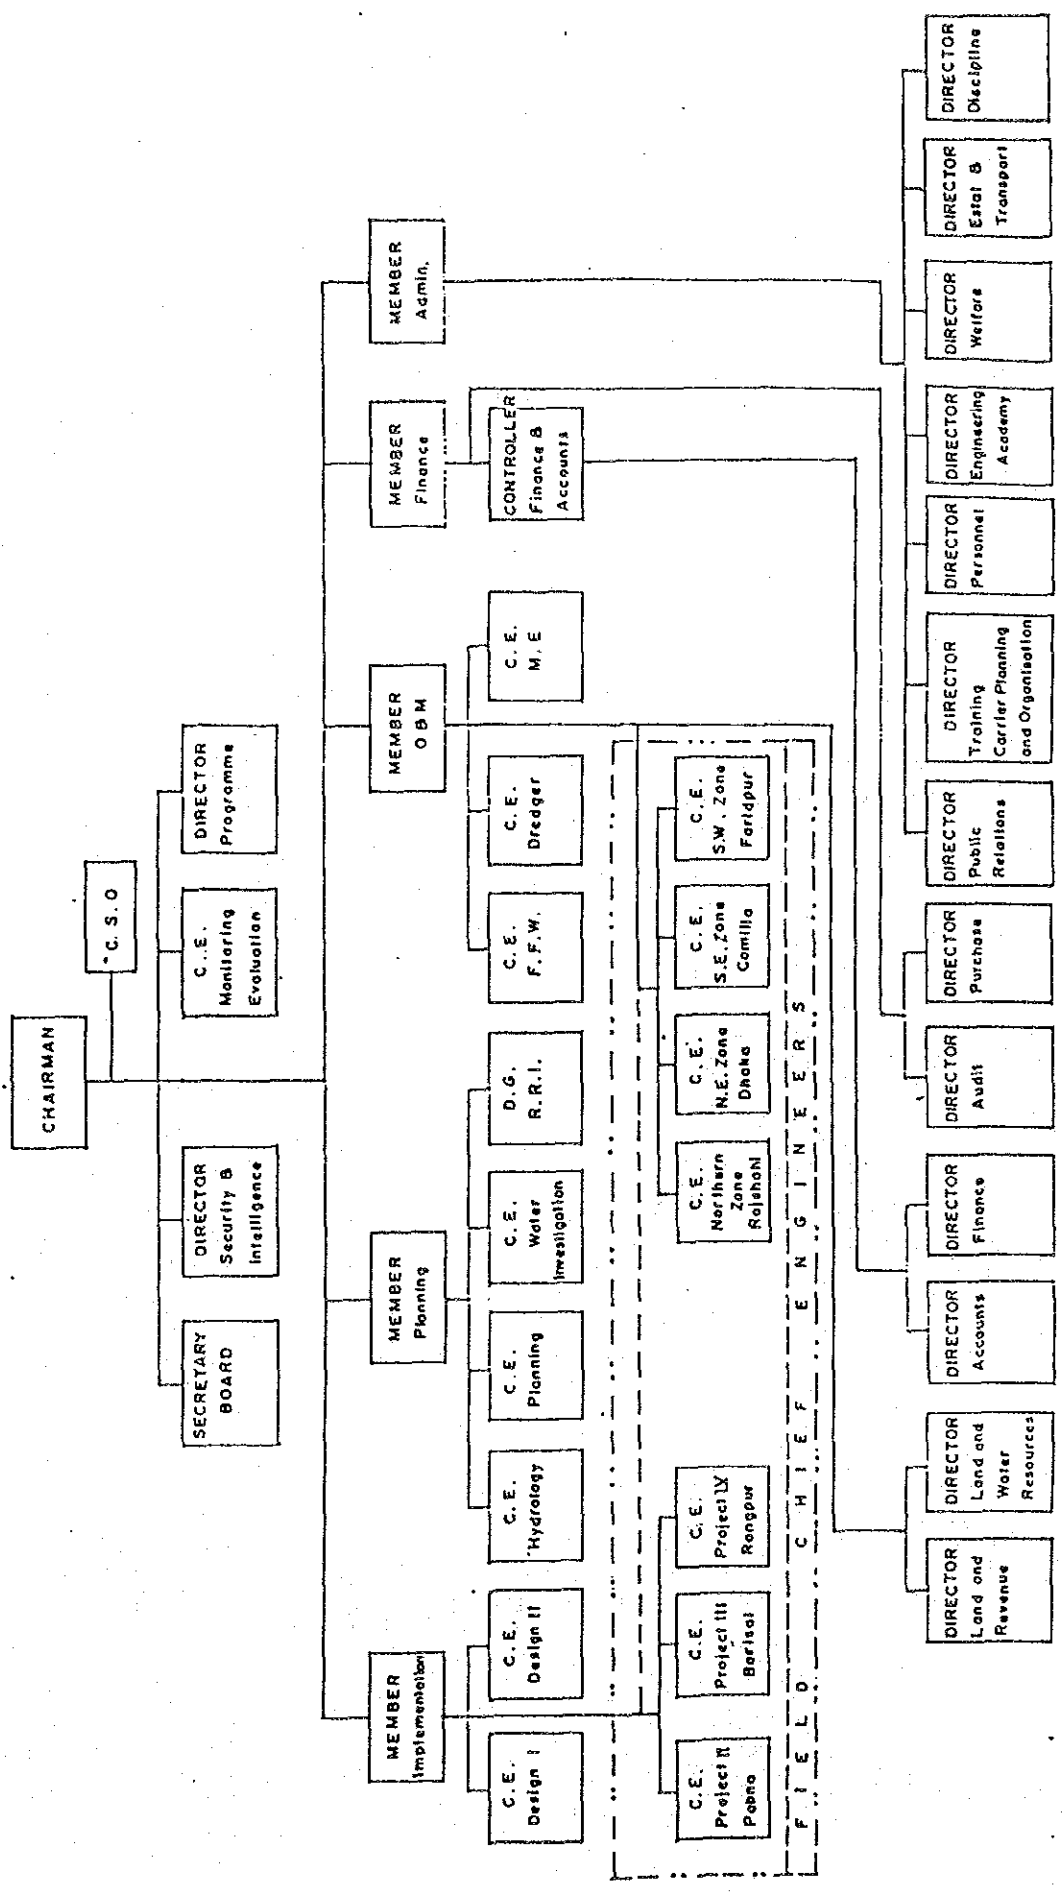 CHAIRMAN
C. S. O
SECRETARY
BOARD
DIRECTOR
Security &
Intelligence
C. E.
Monitoring
Evaluation
DIRECTOR
Programme
MEMBER
Implementation
MEMBER
Planning
MEMBER
O & M
MEMBER
Finance
MEMBER
Admin.
C. E.
Design I
C. E.
Design II
C. E.
Hydrology
C. E.
Planning
C. E.
Water
Investigation
D. G.
R. R. I.
C. E.
F. F. W.
C. E.
Dredger
C. E.
M. E
CONTROLLER
Finance &
Accounts
C. E.
Project II
Pabna
C. E.
Project III
Barisal
C. E.
Project IV
Rangpur
C. E.
Northern
Zone
Rajshahi
C. E.
N. E. Zone
Dhaka
C. E.
S. E. Zone
Comilla
C. E.
S.W. Zone
Faridpur
FIELD CHIEF ENGINEERS
DIRECTOR
Land and
Revenue
DIRECTOR
Land and
Water
Resources
DIRECTOR
Accounts
DIRECTOR
Finance
DIRECTOR
Audit
DIRECTOR
Purchase
DIRECTOR
Public
Relations
DIRECTOR
Training
Carrier Planning
and Organisation
DIRECTOR
Personnel
DIRECTOR
Engineering
Academy
DIRECTOR
Welfare
DIRECTOR
Estat &
Transport
DIRECTOR
Discipline